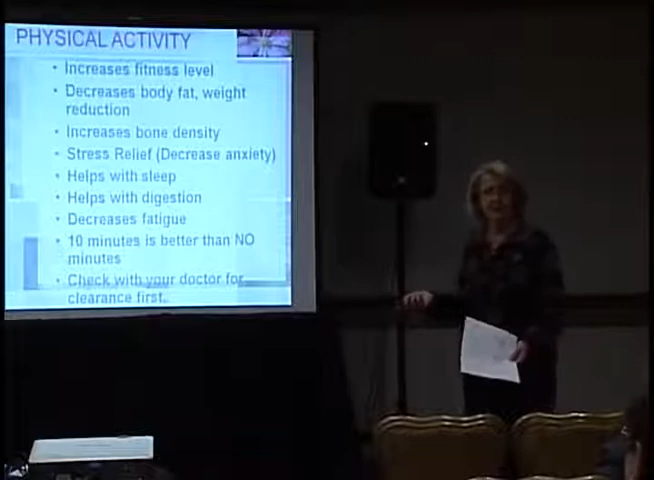 PHYSICAL ACTIVITY
• Increases fitness level
• Decreases body fat, weight
reduction
• Increases bone density
• Stress Relief (Decrease anxiety)
• Helps with sleep
• Helps with digestion
• Decreases fatigue
• 10 minutes is better than NO
minutes
• Check with your doctor for
clearance first.